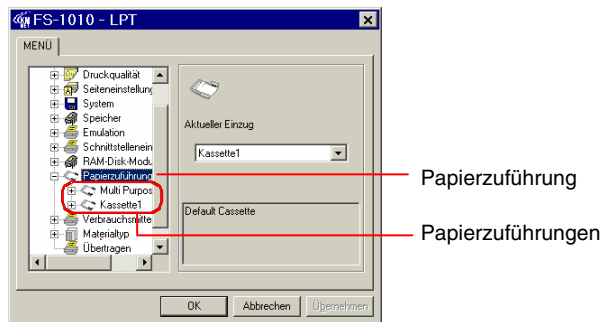 FS-1010 - LPT
MENÜ
Druckqualität
Seiteneinstellung
System
Speicher
Emulation
Schnittstellenein
RAM-Disk-Modu
Papierzuführung
Multi Purpos
Kassette1
Verbrauchsmitte
Materialtyp
Übertragen
Aktueller Einzug
Kassette1
Default Cassette
OK
Abbrechen
Übernehmen
Papierzuführung
Papierzuführungen